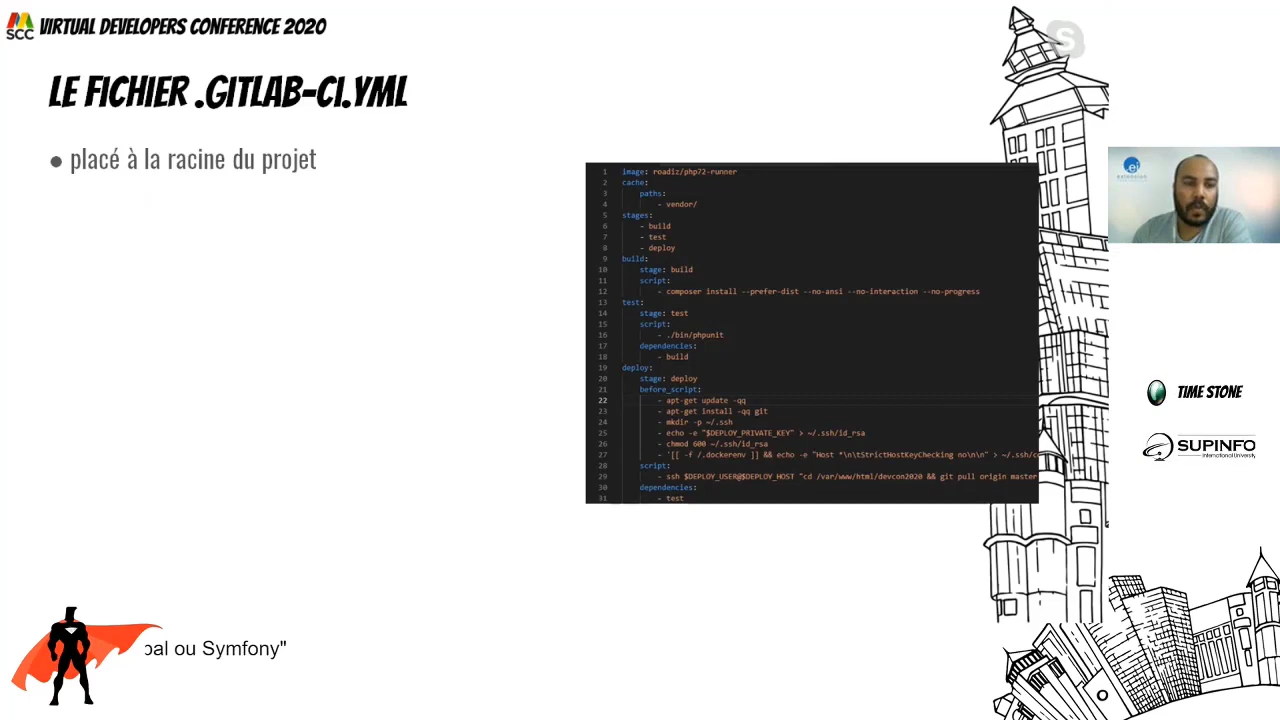 SCC
VIRTUAL DEVELOPERS CONFERENCE 2020
LE FICHIER .GITLAB-CI.YML
● placé à la racine du projet
1 image: roadiz/php72-runner
2 cache:
3 paths:
4 - vendor/
5 stages:
6 - build
7 - test
8 - deploy
9 build:
10 stage: build
11 script:
12 - composer install --prefer-dist --no-ansi --no-interaction --no-progress
13 test:
14 stage: test
15 script:
16 - ./bin/phpunit
17 dependencies:
18 - build
19 deploy:
20 stage: deploy
21 before_script:
22 - apt-get update -qq
23 - apt-get install -qq git
24 - mkdir -p ~/.ssh
25 - echo -e "$DEPLOY_PRIVATE_KEY" > ~/.ssh/id_rsa
26 - chmod 600 ~/.ssh/id_rsa
27 - '[[ -f /.dockerenv ]] && echo -e "Host *\n\tStrictHostKeyChecking no\n\n" > ~/.ssh/c
28 script:
29 - ssh $DEPLOY_USER@$DEPLOY_HOST "cd /var/www/html/devcon2020 && git pull origin master
30 dependencies:
31 - test
S
ei
extension
TIME STONE
SUPINFO
International University
pal ou Symfony"